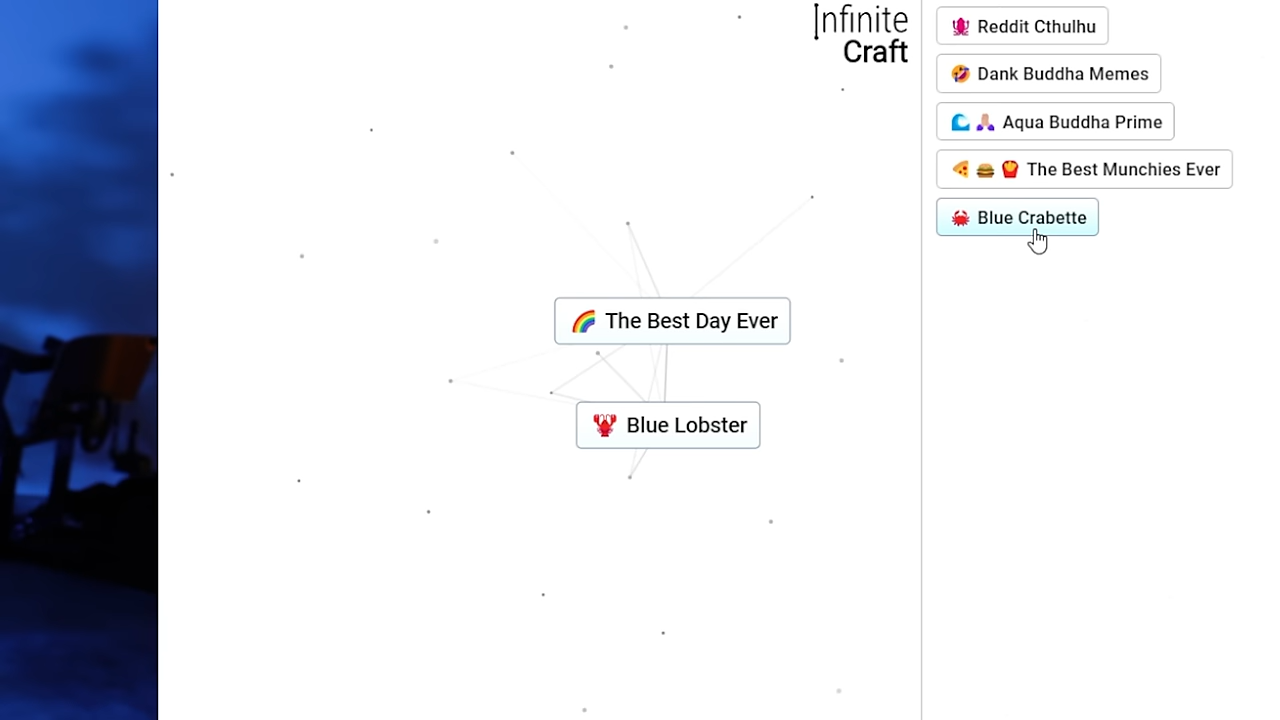 Infinite
Craft
Reddit Cthulhu
Dank Buddha Memes
Aqua Buddha Prime
The Best Munchies Ever
Blue Crabette
The Best Day Ever
Blue Lobster